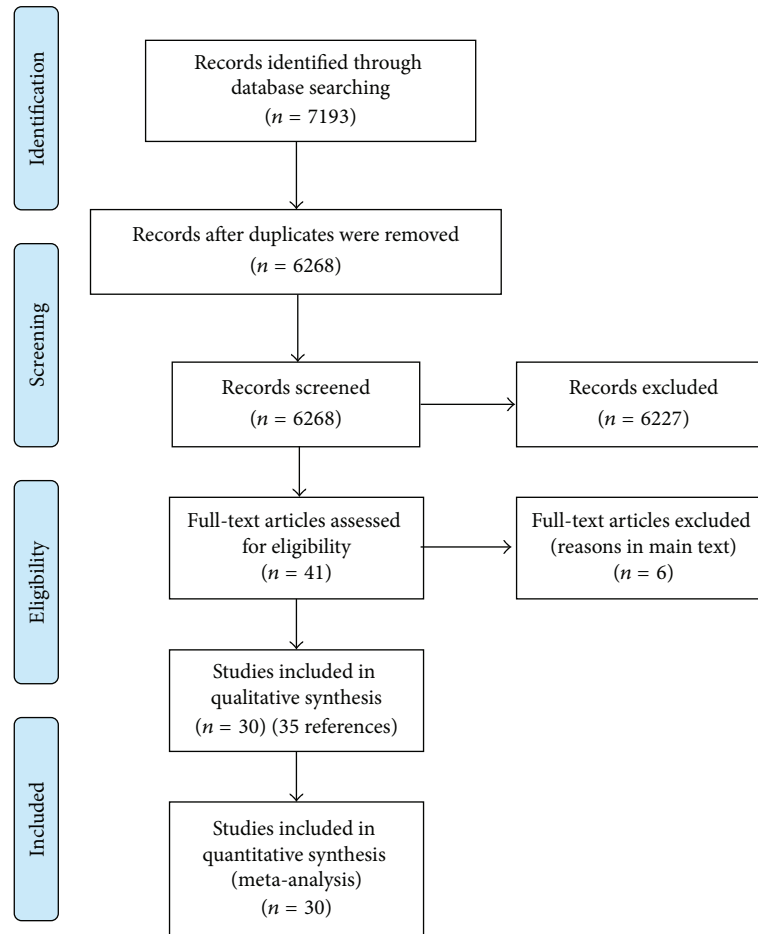 Identification
Records identified through
database searching
(n = 7193)
Records after duplicates were removed
(n = 6268)
Screening
Records screened
(n = 6268)
Records excluded
(n = 6227)
Eligibility
Full-text articles assessed
for eligibility
(n = 41)
Full-text articles excluded
(reasons in main text)
(n = 6)
Studies included in
qualitative synthesis
(n = 30) (35 references)
Included
Studies included in
quantitative synthesis
(meta-analysis)
(n = 30)